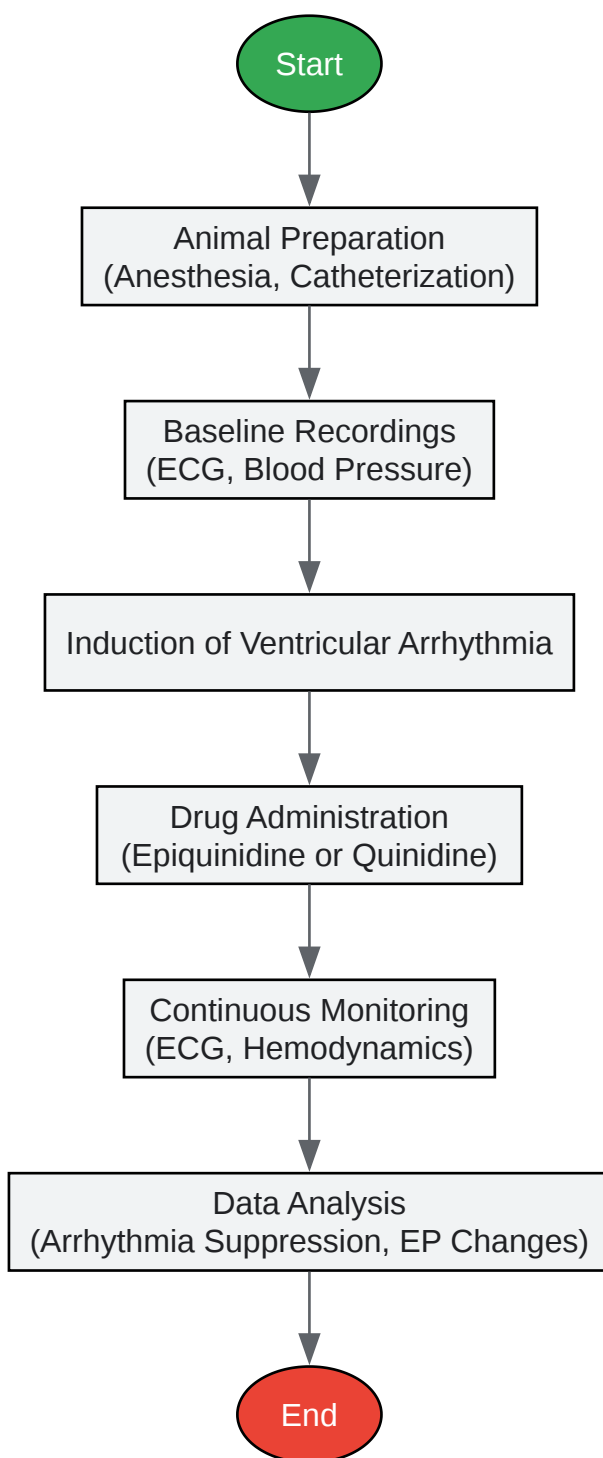 Start
Animal Preparation
(Anesthesia, Catheterization)
Baseline Recordings
(ECG, Blood Pressure)
Induction of Ventricular Arrhythmia
Drug Administration
(Epiquinidine or Quinidine)
Continuous Monitoring
(ECG, Hemodynamics)
Data Analysis
(Arrhythmia Suppression, EP Changes)
End